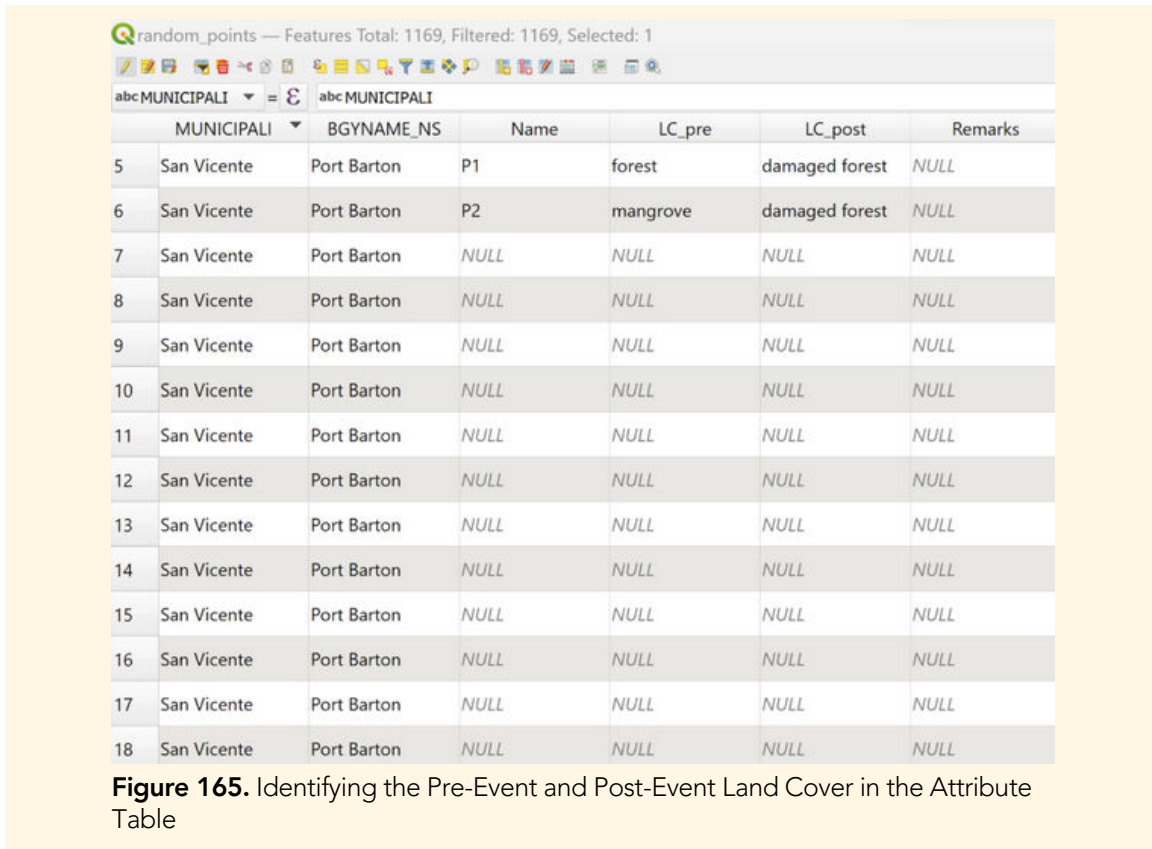 random_points — Features Total: 1169, Filtered: 1169, Selected: 1
abc MUNICIPALI = Ɛ abc MUNICIPALI
MUNICIPALI BGYNAME_NS Name LC_pre LC_post Remarks
5 San Vicente Port Barton P1 forest damaged forest NULL
6 San Vicente Port Barton P2 mangrove damaged forest NULL
7 San Vicente Port Barton NULL NULL NULL NULL
8 San Vicente Port Barton NULL NULL NULL NULL
9 San Vicente Port Barton NULL NULL NULL NULL
10 San Vicente Port Barton NULL NULL NULL NULL
11 San Vicente Port Barton NULL NULL NULL NULL
12 San Vicente Port Barton NULL NULL NULL NULL
13 San Vicente Port Barton NULL NULL NULL NULL
14 San Vicente Port Barton NULL NULL NULL NULL
15 San Vicente Port Barton NULL NULL NULL NULL
16 San Vicente Port Barton NULL NULL NULL NULL
17 San Vicente Port Barton NULL NULL NULL NULL
18 San Vicente Port Barton NULL NULL NULL NULL
Figure 165. Identifying the Pre-Event and Post-Event Land Cover in the Attribute
Table